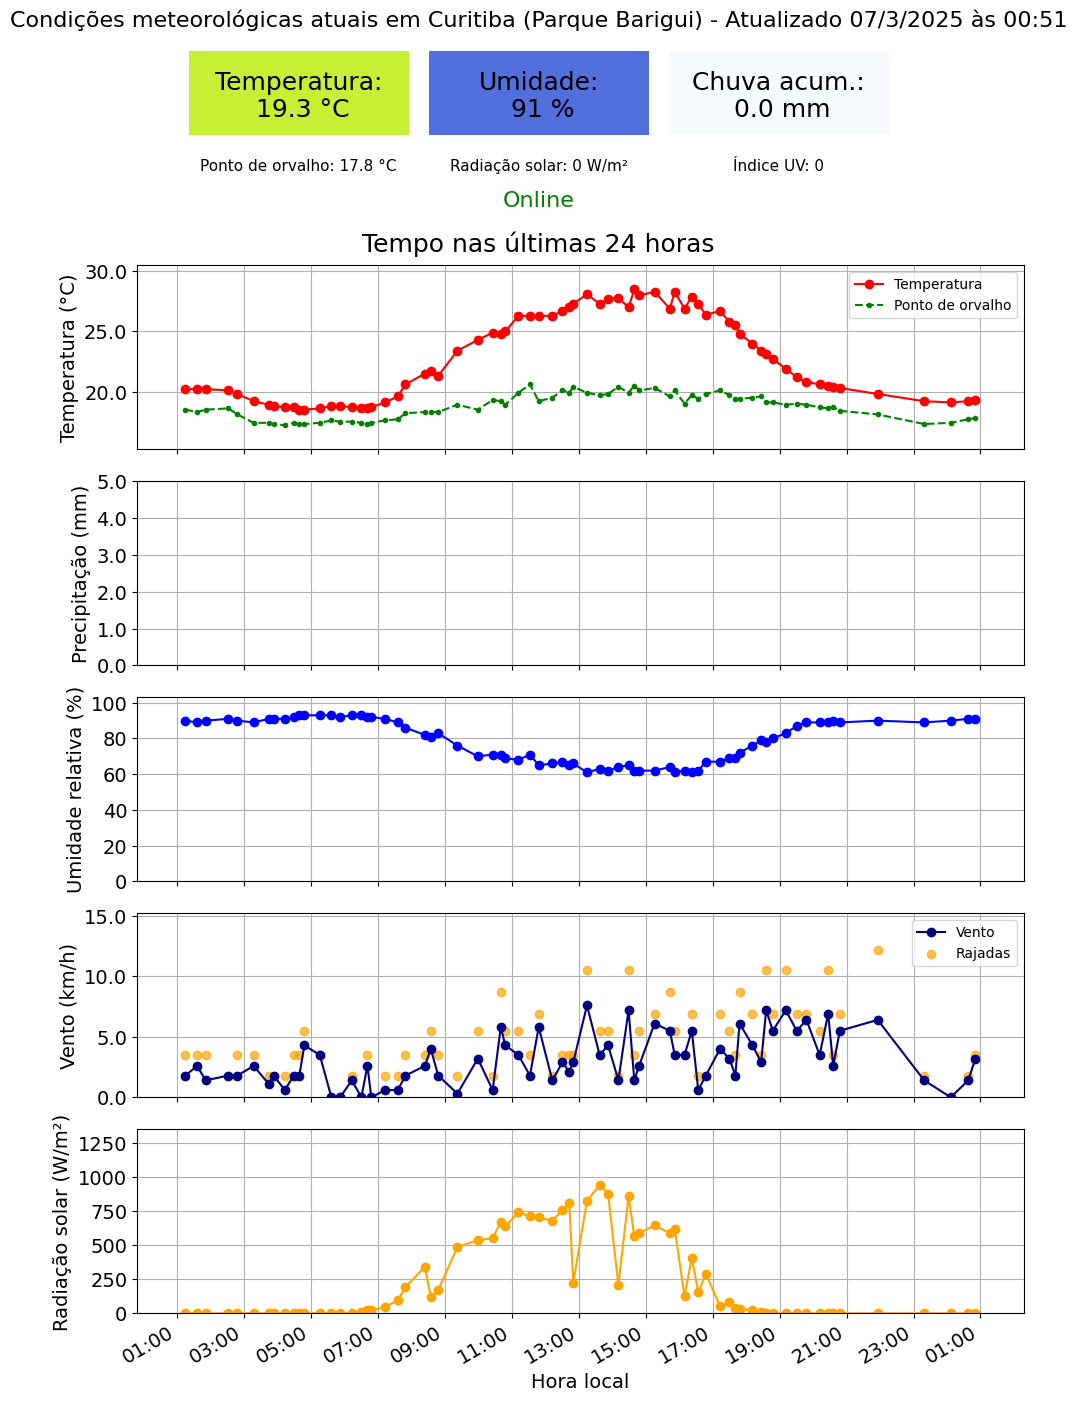 Condições meteorológicas atuais em Curitiba (Parque Barigui) - Atualizado 07/3/2025 às 00:51
Temperatura:
19.3 °C
Umidade:
91 %
Chuva acum.:
0.0 mm
Ponto de orvalho: 17.8 °C
Radiação solar: 0 W/m²
Índice UV: 0
Online
Tempo nas últimas 24 horas
Temperatura (°C)
30.0
25.0
20.0
Temperatura
Ponto de orvalho
Precipitação (mm)
5.0
4.0
3.0
2.0
1.0
0.0
Umidade relativa (%)
100
80
60
40
20
0
Vento (km/h)
15.0
10.0
5.0
0.0
Vento
Rajadas
Radiação solar (W/m²)
1250
1000
750
500
250
0
01:00
03:00
05:00
07:00
09:00
11:00
13:00
15:00
17:00
19:00
21:00
23:00
01:00
Hora local